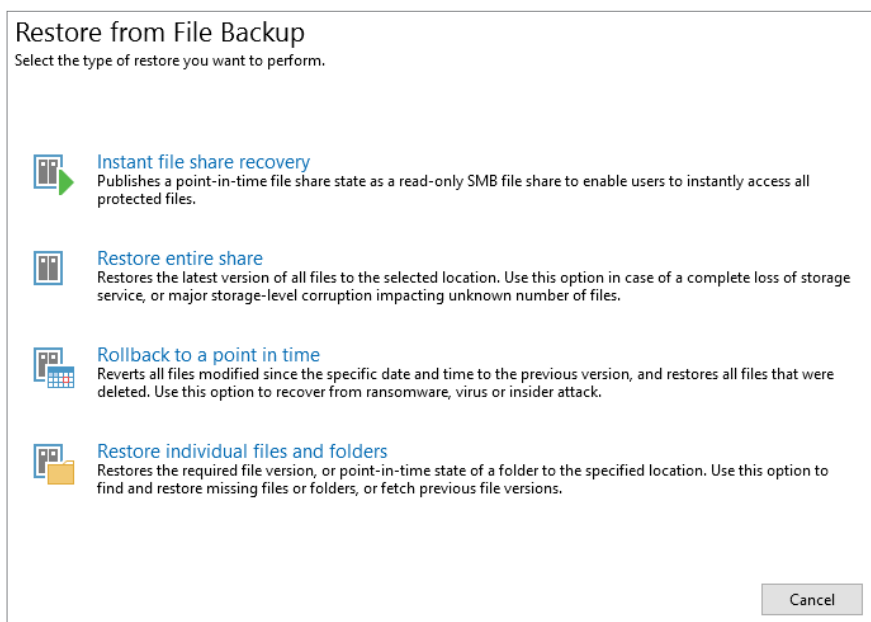 Restore from File Backup
Select the type of restore you want to perform.
Instant file share recovery
Publishes a point-in-time file share state as a read-only SMB file share to enable users to instantly access all
protected files.
Restore entire share
Restores the latest version of all files to the selected location. Use this option in case of a complete loss of storage
service, or major storage-level corruption impacting unknown number of files.
Rollback to a point in time
Reverts all files modified since the specific date and time to the previous version, and restores all files that were
deleted. Use this option to recover from ransomware, virus or insider attack.
Restore individual files and folders
Restores the required file version, or point-in-time state of a folder to the specified location. Use this option to
find and restore missing files or folders, or fetch previous file versions.
Cancel